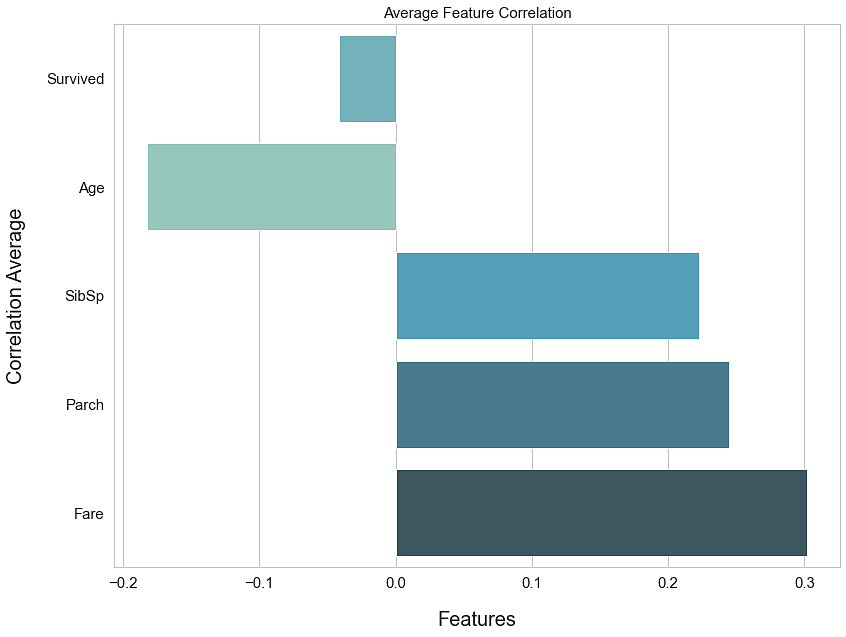 Average Feature Correlation
Correlation Average
Survived
Age
SibSp
Parch
Fare
−0.2 −0.1 0.0 0.1 0.2 0.3
Features